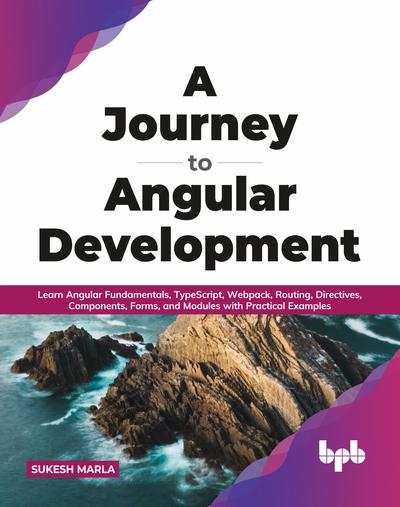 A
Journey
to
Angular
Development
Learn Angular Fundamentals, TypeScript, Webpack, Routing, Directives,
Components, Forms, and Modules with Practical Examples
SUKESH MARLA
bpb